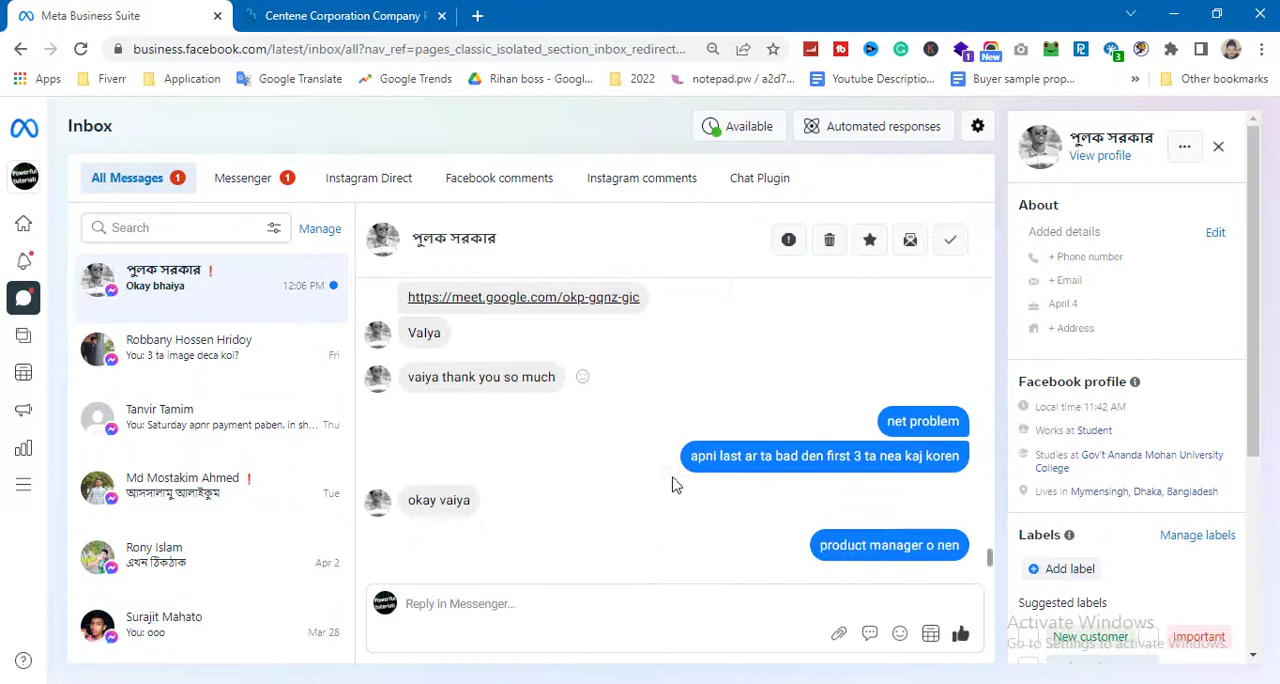 Meta Business Suite
Centene Corporation Company P
business.facebook.com/latest/inbox/all?nav_ref=pages_classic_isolated_section_inbox_redirect...
Apps
Fiverr
Application
Google Translate
Google Trends
Rihan boss - Googl...
2022
notepad.pw / a2d7...
Youtube Descriptio...
Buyer sample prop...
»
Other bookmarks
1
New
3
Inbox
Available
Automated responses
All Messages 1
Messenger 1
Instagram Direct
Facebook comments
Instagram comments
Chat Plugin
Search
Manage
পুলক সরকার
Okay bhaiya
12:06 PM
Robbany Hossen Hridoy
You: 3 ta image deca kol?
Fri
Tanvir Tamim
You: Saturday apnr payment paben. in sh...
Thu
Md Mostakim Ahmed
আসসালামু আলাইকুম
Tue
Rony Islam
এখন ঠিকঠাক
Apr 2
Surajit Mahato
You: ooo
Mar 28
পুলক সরকার
https://meet.google.com/okp-gqnz-gic
Valya
vaiya thank you so much
net problem
apni last ar ta bad den first 3 ta nea kaj koren
okay vaiya
product manager o nen
Reply in Messenger...
পুলক সরকার
View profile
About
Added details
Edit
+ Phone number
+ Email
April 4
+ Address
Facebook profile
Local time 11:42 AM
Works at Student
Studies at Gov't Ananda Mohan University
College
Lives in Mymensingh, Dhaka, Bangladesh
Labels
Manage labels
Add label
Suggested labels
New customer
Important
Activate Windows
Go to Settings to activate Windows.